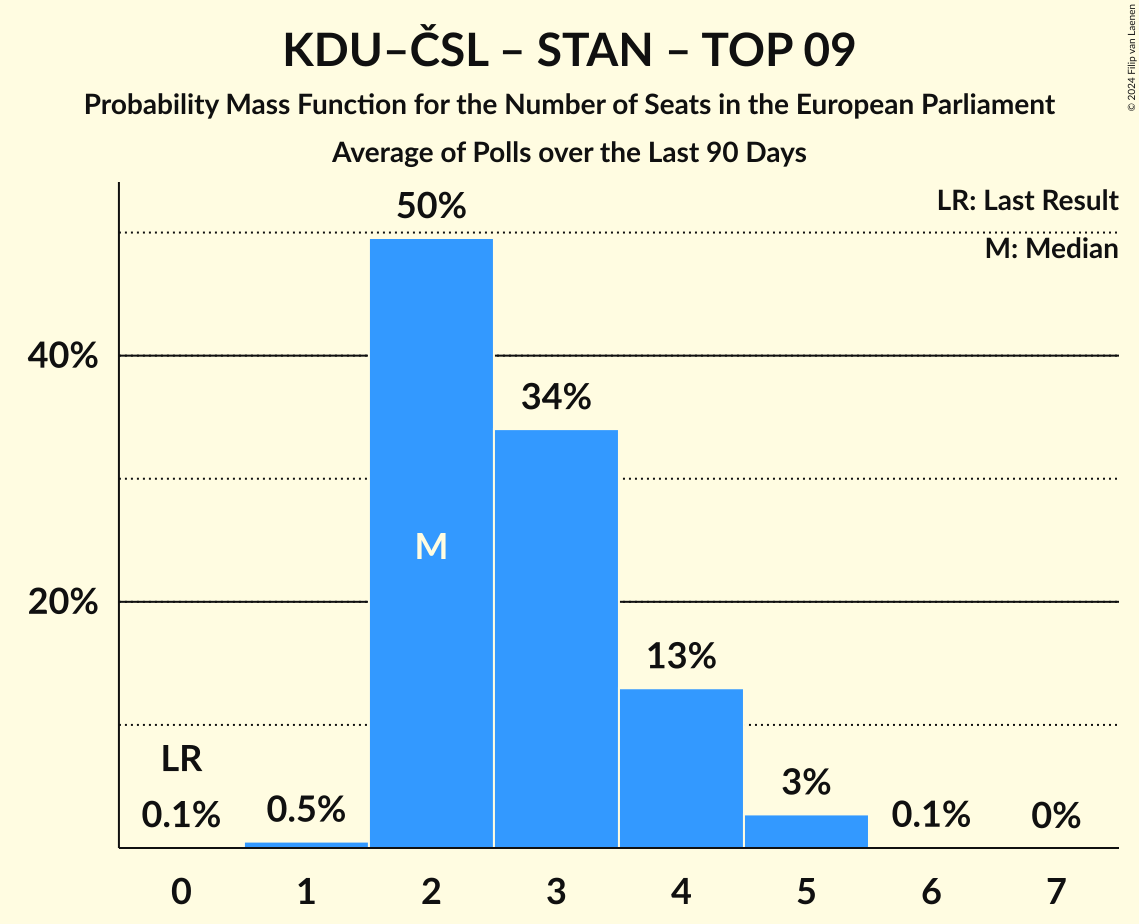 KDU–ČSL – STAN – TOP 09
Probability Mass Function for the Number of Seats in the European Parliament
Average of Polls over the Last 90 Days
© 2024 Filip van Laenen
LR: Last Result
M: Median
50%
40%
34%
M
20%
13%
LR
0.1%
0.5%
3%
0.1%
0%
0 1 2 3 4 5 6 7